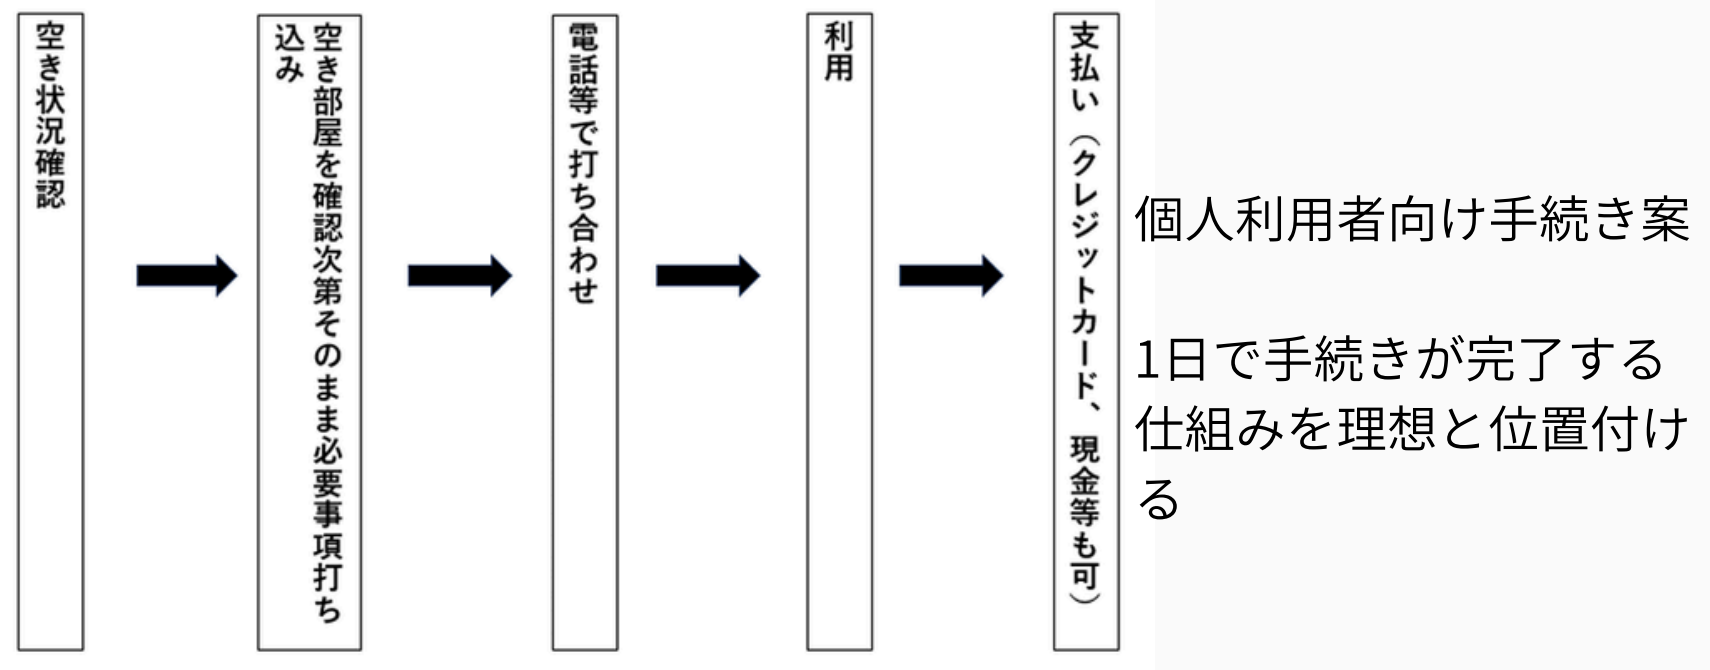 空き状況確認
空き部屋を確認次第そのまま必要事項打ち
込み
電話等で打ち合わせ
利用
支払い（クレジットカード、現金等も可）
個人利用者向け手続き案
1日で手続きが完了する
仕組みを理想と位置付け
る